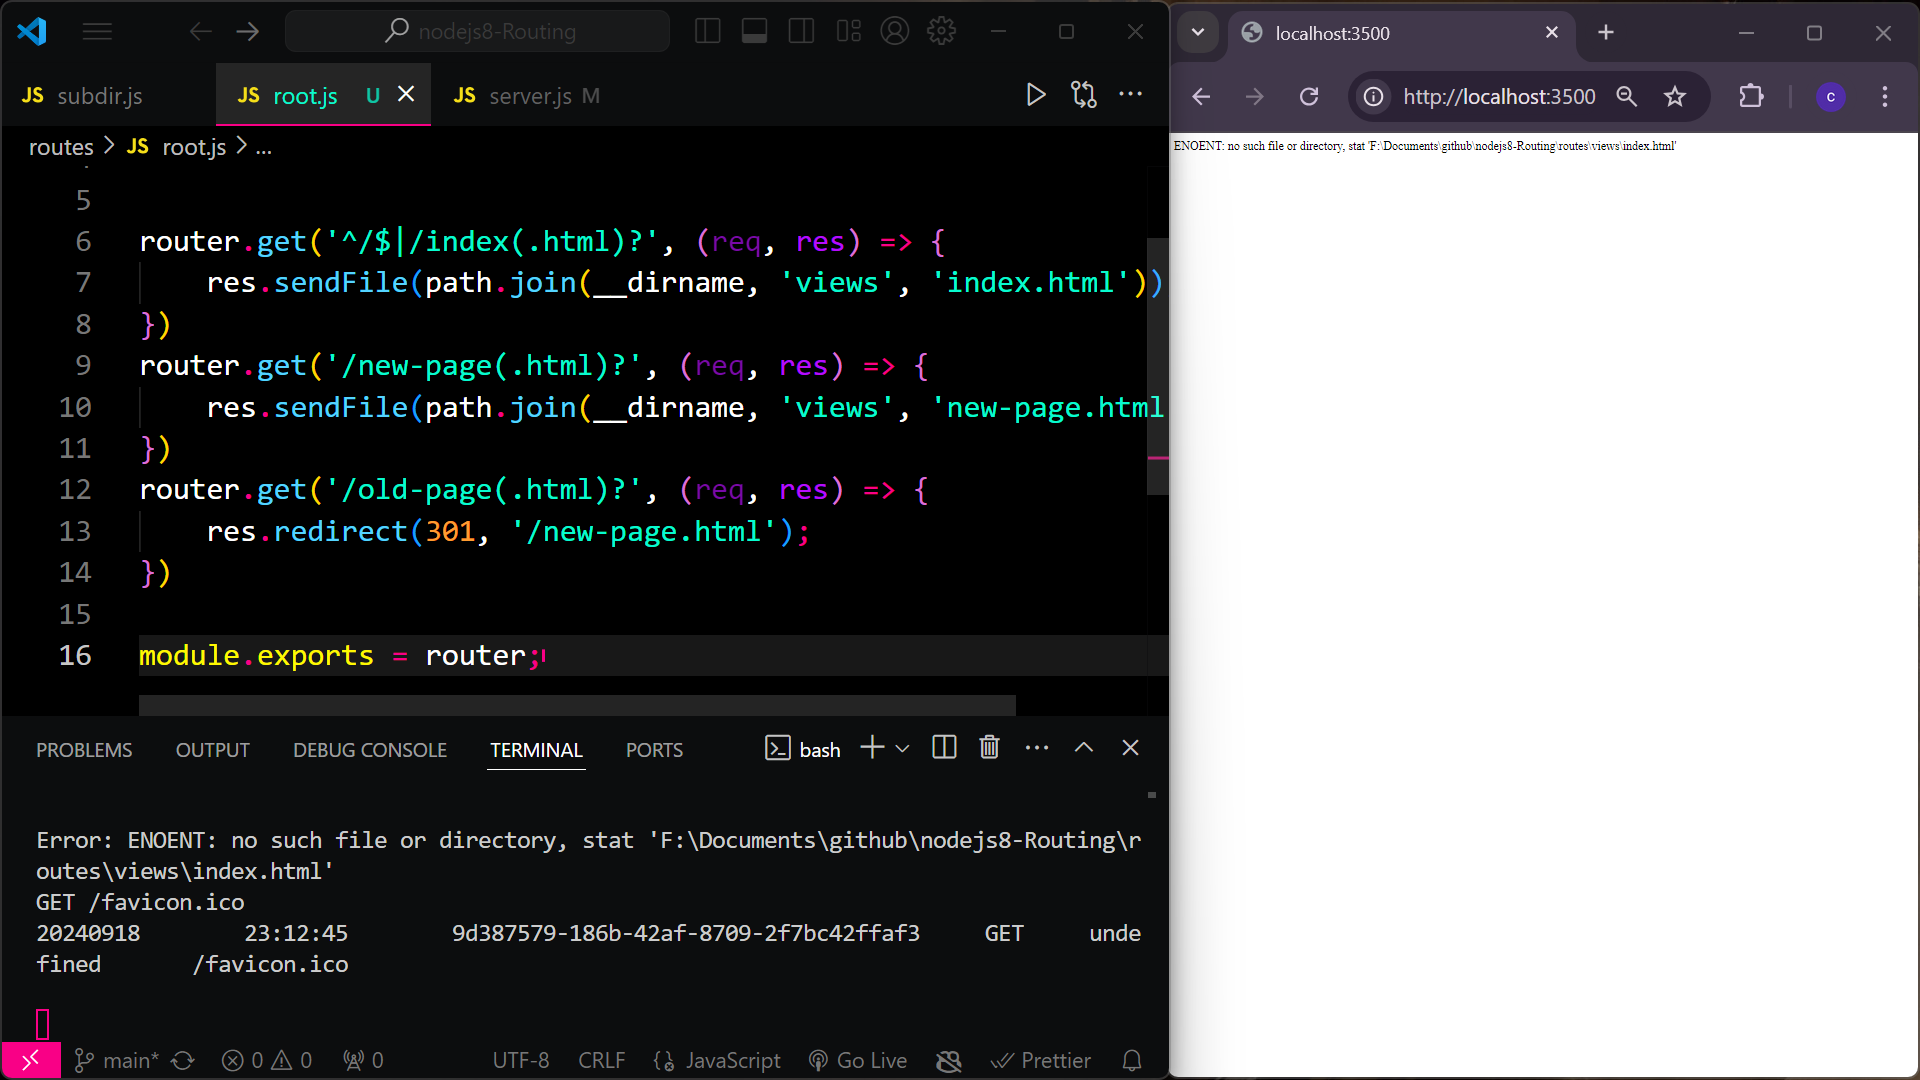 nodejs8-Routing
JS subdir.js
JS root.js U
JS server.js M
routes > JS root.js > ...
5
6 router.get('^/$|/index(.html)?', (req, res) => {
7 res.sendFile(path.join(__dirname, 'views', 'index.html'))
8 })
9 router.get('/new-page(.html)?', (req, res) => {
10 res.sendFile(path.join(__dirname, 'views', 'new-page.html
11 })
12 router.get('/old-page(.html)?', (req, res) => {
13 res.redirect(301, '/new-page.html');
14 })
15
16 module.exports = router;
PROBLEMS OUTPUT DEBUG CONSOLE TERMINAL PORTS bash
Error: ENOENT: no such file or directory, stat 'F:\Documents\github\nodejs8-Routing\r
outes\views\index.html'
GET /favicon.ico
20240918 23:12:45 9d387579-186b-42af-8709-2f7bc42ffaf3 GET unde
fined /favicon.ico
main* 0 0 0 UTF-8 CRLF JavaScript Go Live Prettier
localhost:3500
http://localhost:3500
c
ENOENT: no such file or directory, stat 'F:\Documents\github\nodejs8-Routing\routes\views\index.html'